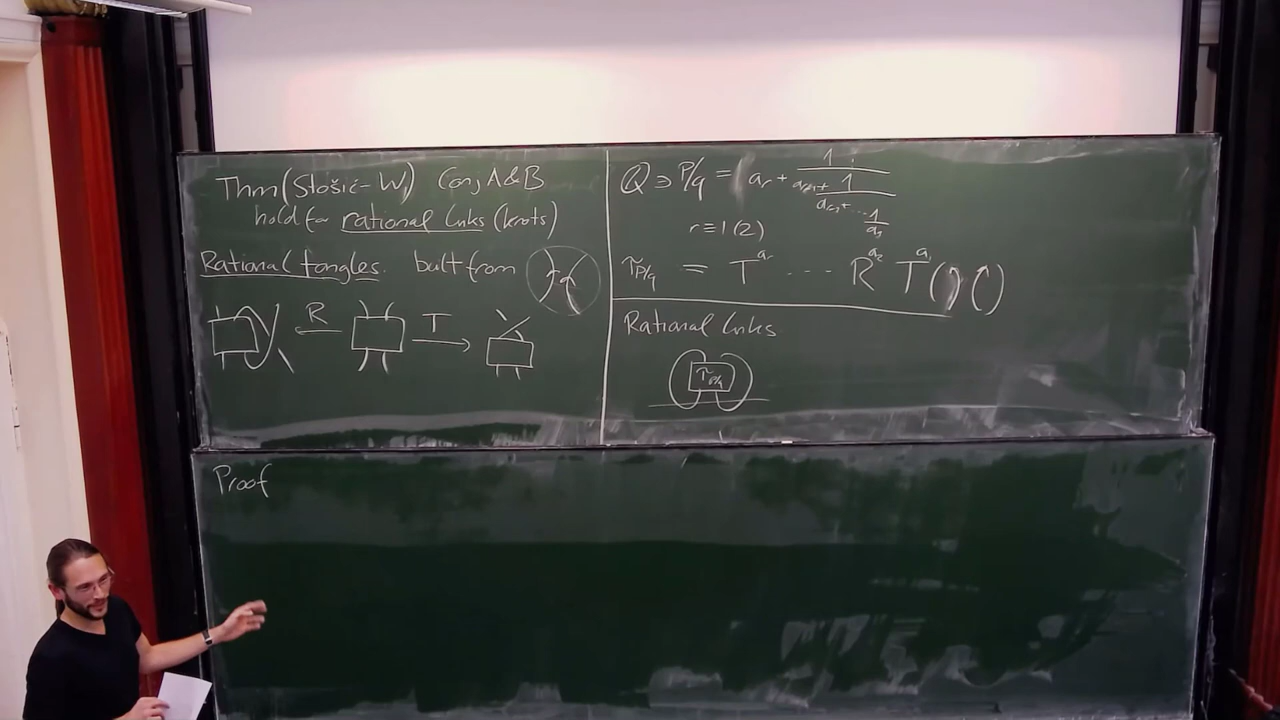 Thm (Stošić-W.) Conj A&B
hold for rational links (knots)
Rational tangles. built from
R
T
Q ∋ P/q = a_r + 1/(a_{r-1} + 1/(a_{r-2} + ... 1/a_1))
r ≡ 1 (2)
τ_{P/q} = T^{a_r} .... R^{a_2} T^{a_1}
Rational links
τ_{P/q}
Proof